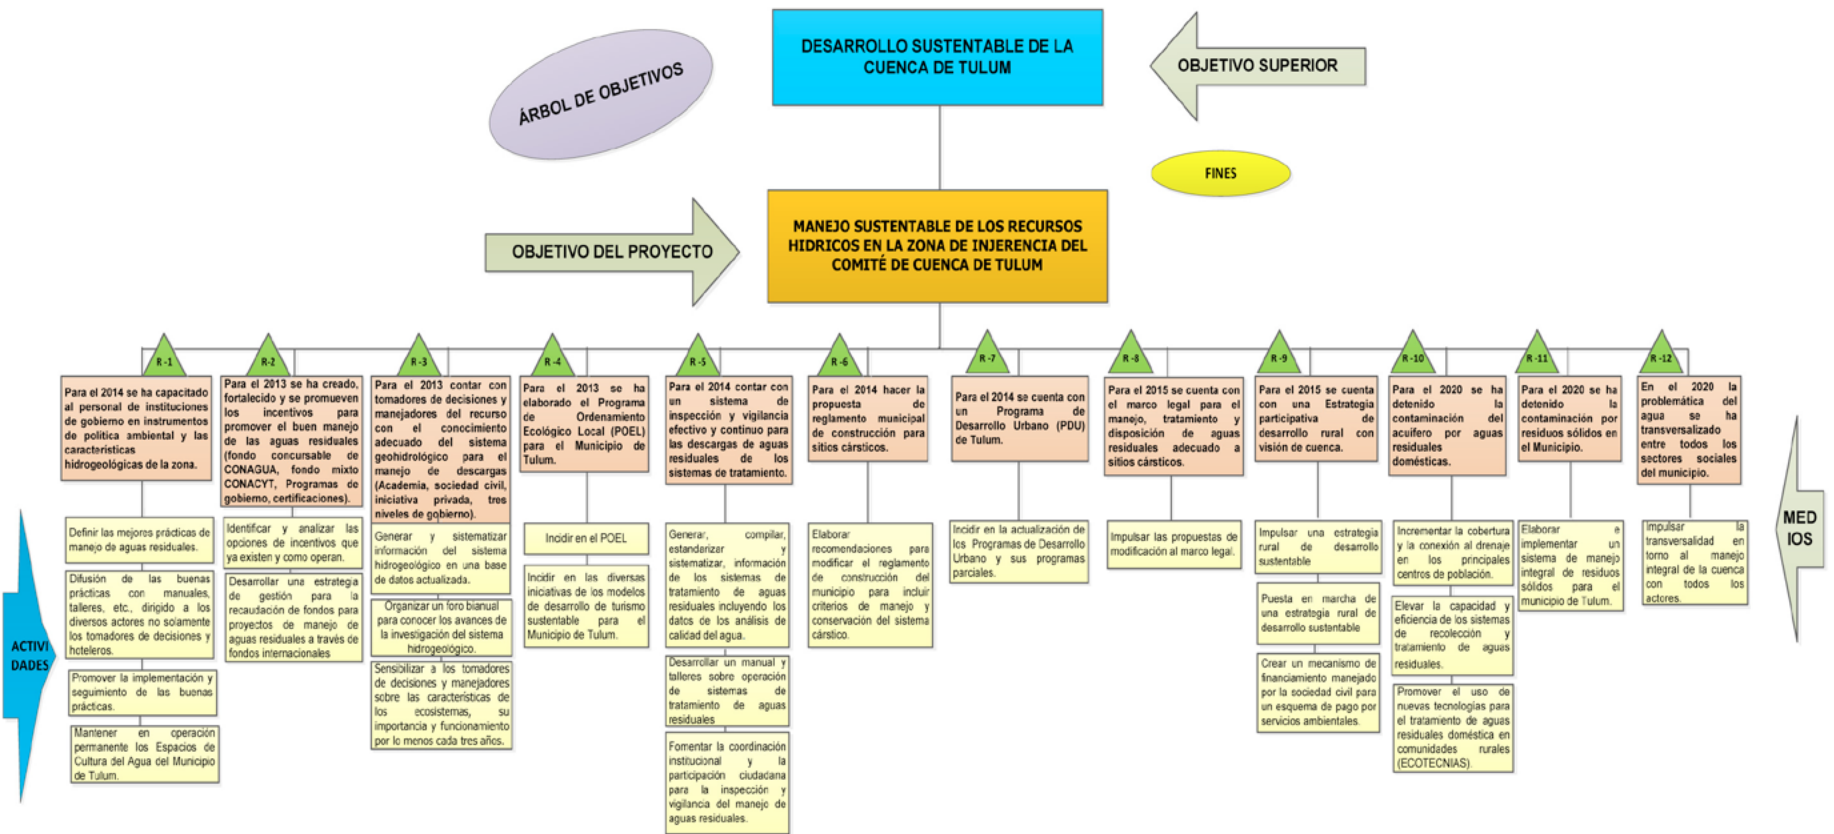 ÁRBOL DE OBJETIVOS
DESARROLLO SUSTENTABLE DE LA
CUENCA DE TULUM
OBJETIVO SUPERIOR
FINES
OBJETIVO DEL PROYECTO
MANEJO SUSTENTABLE DE LOS RECURSOS
HIDRICOS EN LA ZONA DE INJERENCIA DEL
COMITÉ DE CUENCA DE TULUM
R -1
Para el 2014 se ha capacitado
al personal de instituciones
de gobierno en instrumentos
de política ambiental y las
características
hidrogeológicas de la zona.
Definir las mejores prácticas de
manejo de aguas residuales.
Difusión de las buenas
prácticas con manuales,
talleres, etc., dirigido a los
diversos actores no solamente
los tomadores de decisiones y
hoteleros.
Promover la implementación y
seguimiento de las buenas
prácticas.
Mantener en operación
permanente los Espacios de
Cultura del Agua del Municipio
de Tulum.
R-2
Para el 2013 se ha creado,
fortalecido y se promueven
los incentivos para
promover el buen manejo
de las aguas residuales
(fondo concursable de
CONAGUA, fondo mixto
CONACYT, Programas de
gobierno, certificaciones).
Identificar y analizar las
opciones de incentivos que
ya existen y como operan.
Desarrollar una estrategia
de gestión para la
recaudación de fondos para
proyectos de manejo de
aguas residuales a través de
fondos internacionales
R -3
Para el 2013 contar con
tomadores de decisiones y
manejadores del recurso
con el conocimiento
adecuado del sistema
geohidrológico para el
manejo de descargas
(Academia, sociedad civil,
iniciativa privada, tres
niveles de gobierno).
Generar y sistematizar
información del sistema
hidrogeológico en una base
de datos actualizada.
Organizar un foro bianual
para conocer los avances de
la investigación del sistema
hidrogeológico.
Sensibilizar a los tomadores
de decisiones y manejadores
sobre las características de
los ecosistemas, su
importancia y funcionamiento
por lo menos cada tres años.
R -4
Para el 2013 se ha
elaborado el Programa
de Ordenamiento
Ecológico Local (POEL)
para el Municipio de
Tulum.
Incidir en el POEL
Incidir en las diversas
iniciativas de los modelos
de desarrollo de turismo
sustentable para el
Municipio de Tulum.
R -5
Para el 2014 contar con
un sistema de
inspección y vigilancia
efectivo y continuo para
las descargas de aguas
residuales de los
sistemas de tratamiento.
Generar, compilar,
estandarizar y
sistematizar, información
de los sistemas de
tratamiento de aguas
residuales incluyendo los
datos de los análisis de
calidad del agua.
Desarrollar un manual y
talleres sobre operación
de sistemas de
tratamiento de aguas
residuales
Fomentar la coordinación
institucional y la
participación ciudadana
para la inspección y
vigilancia del manejo de
aguas residuales.
R -6
Para el 2014 hacer la
propuesta de
reglamento municipal
de construcción para
sitios cársticos.
Elaborar
recomendaciones para
modificar el reglamento
de construcción del
municipio para incluir
criterios de manejo y
conservación del sistema
cárstico.
R -7
Para el 2014 se cuenta con
un Programa de
Desarrollo Urbano (PDU)
de Tulum.
Incidir en la actualización de
los Programas de Desarrollo
Urbano y sus programas
parciales.
R -8
Para el 2015 se cuenta con
el marco legal para el
manejo, tratamiento y
disposición de aguas
residuales adecuado a
sitios cársticos.
Impulsar las propuestas de
modificación al marco legal.
R -9
Para el 2015 se cuenta
con una Estrategia
participativa de
desarrollo rural con
visión de cuenca.
Impulsar una estrategia
rural de desarrollo
sustentable
Puesta en marcha de
una estrategia rural de
desarrollo sustentable
Crear un mecanismo de
financiamiento manejado
por la sociedad civil para
un esquema de pago por
servicios ambientales.
R -10
Para el 2020 se ha
detenido la
contaminación del
acuífero por aguas
residuales
domésticas.
Incrementar la cobertura
y la conexión al drenaje
en los principales
centros de población.
Elevar la capacidad y
eficiencia de los sistemas
de recolección y
tratamiento de aguas
residuales.
Promover el uso de
nuevas tecnologías para
el tratamiento de aguas
residuales doméstica en
comunidades rurales
(ECOTECNIAS).
R -11
Para el 2020 se ha
detenido la
contaminación por
residuos sólidos en
el Municipio.
Elaborar e
implementar un
sistema de manejo
integral de residuos
sólidos para el
municipio de Tulum.
R -12
En el 2020 la
problemática del
agua se ha
transversalizado
entre todos los
sectores sociales
del municipio.
Impulsar la
transversalidad en
torno al manejo
integral de la cuenca
con todos los
actores.
MED
IOS
ACTIVI
DADES